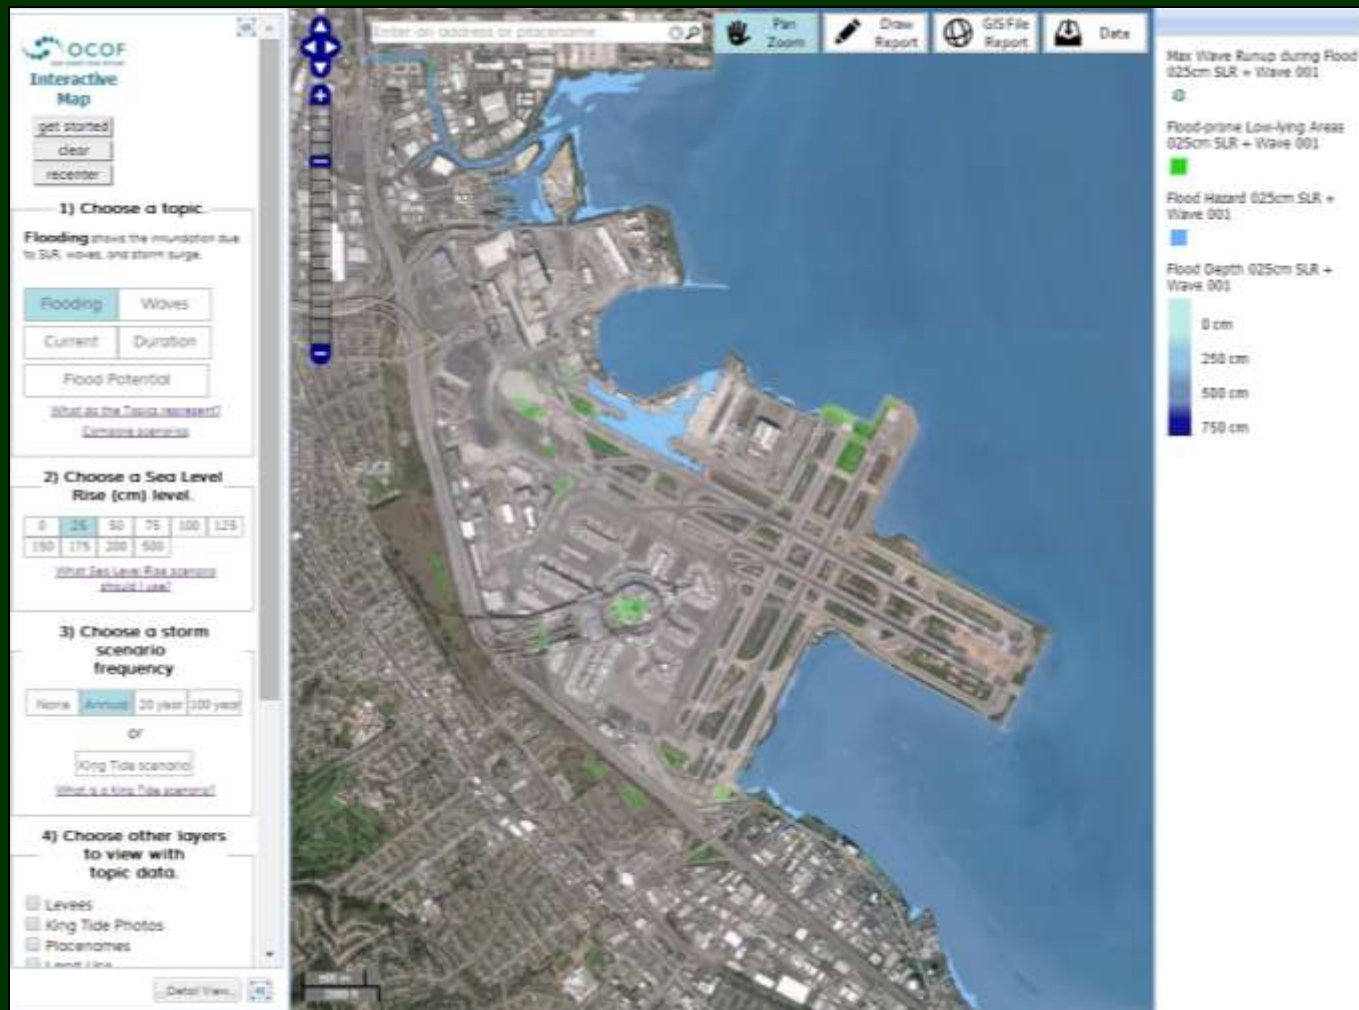 OCOF
Interactive
Map
get started
clear
recenter
1) Choose a topic.
Flooding shows the inundation due
to SLR, waves, and storm surge.
Flooding Waves
Current Duration
Flood Potential
What do the Topics represent?
Compare scenarios
2) Choose a Sea Level
Rise (cm) level.
0 25 50 75 100 125
150 175 200 500
What Sea Level Rise scenario
should I use?
3) Choose a storm
scenario
frequency
None Annual 20 year 100 year
or
King Tide scenario
What is a King Tide scenario?
4) Choose other layers
to view with
topic data.
Levees
King Tide Photos
Placenames
Land Use
Detail View...
Enter an address or placename
Pan
Zoom
Draw
Report
GIS File
Report
Data
Max Wave Runup during Flood
025cm SLR + Wave 001
Flood-prone Low-lying Areas
025cm SLR + Wave 001
Flood Hazard 025cm SLR +
Wave 001
Flood Depth 025cm SLR +
Wave 001
0 cm
250 cm
500 cm
750 cm